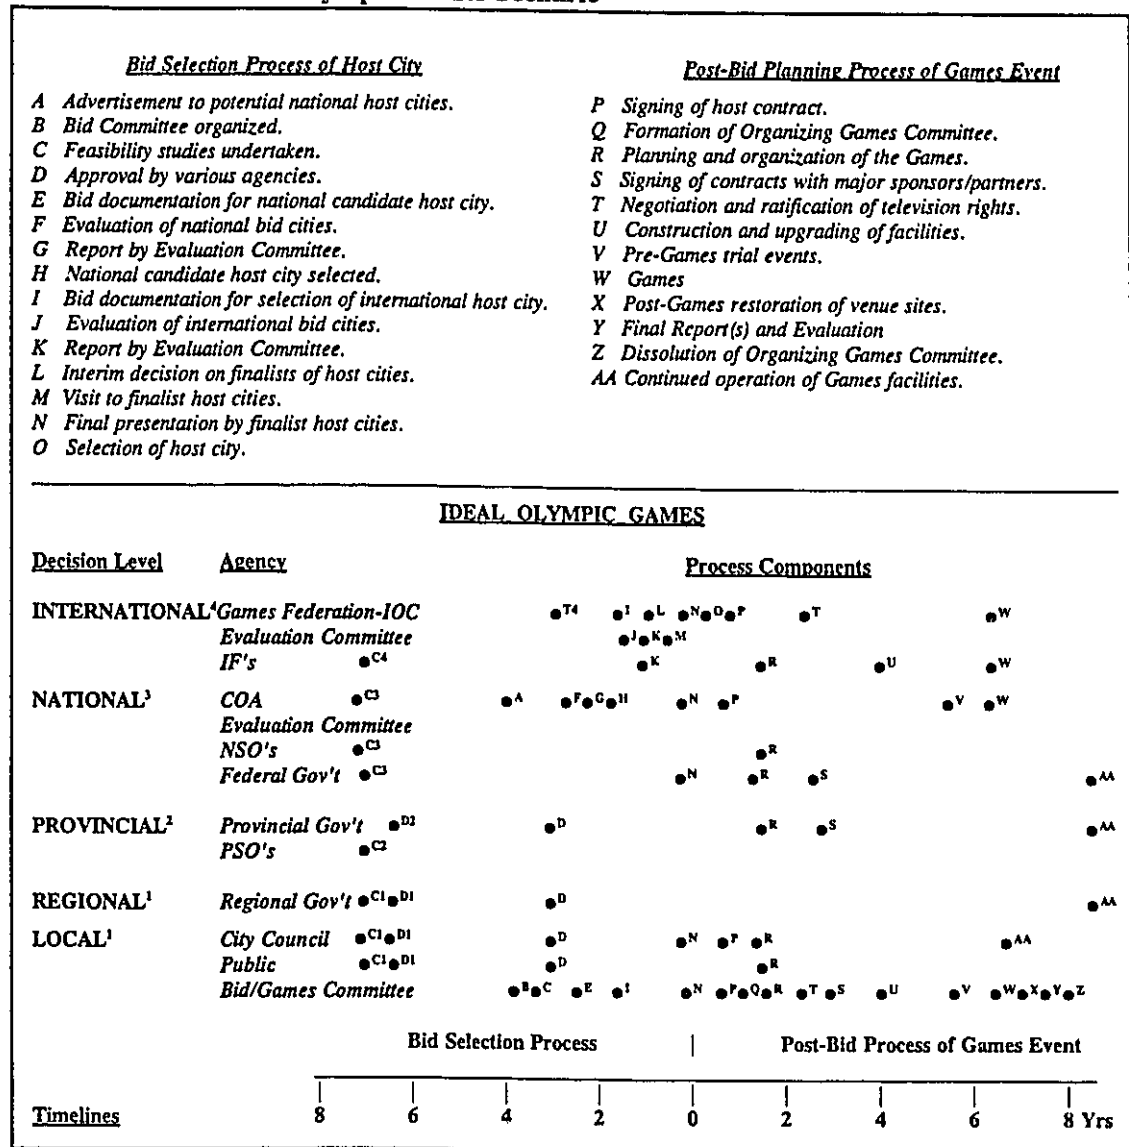 Bid Selection Process of Host City
A Advertisement to potential national host cities.
B Bid Committee organized.
C Feasibility studies undertaken.
D Approval by various agencies.
E Bid documentation for national candidate host city.
F Evaluation of national bid cities.
G Report by Evaluation Committee.
H National candidate host city selected.
I Bid documentation for selection of international host city.
J Evaluation of international bid cities.
K Report by Evaluation Committee.
L Interim decision on finalists of host cities.
M Visit to finalist host cities.
N Final presentation by finalist host cities.
O Selection of host city.
Post-Bid Planning Process of Games Event
P Signing of host contract.
Q Formation of Organizing Games Committee.
R Planning and organization of the Games.
S Signing of contracts with major sponsors/partners.
T Negotiation and ratification of television rights.
U Construction and upgrading of facilities.
V Pre-Games trial events.
W Games
X Post-Games restoration of venue sites.
Y Final Report(s) and Evaluation
Z Dissolution of Organizing Games Committee.
AA Continued operation of Games facilities.
IDEAL OLYMPIC GAMES
Decision Level Agency Process Components
INTERNATIONAL⁴ Games Federation-IOC ●T4 ●I ●L ●N ●O ●P ●T ●W
Evaluation Committee ●J ●K ●M
IF's ●C4 ●K ●R ●U ●W
NATIONAL³ COA ●C3 ●A ●F ●G ●H ●N ●P ●V ●W
Evaluation Committee
NSO's ●C3 ●R
Federal Gov't ●C3 ●N ●R ●S ●AA
PROVINCIAL² Provincial Gov't ●D2 ●D ●R ●S ●AA
PSO's ●C2
REGIONAL¹ Regional Gov't ●C1 ●D1 ●D ●AA
LOCAL¹ City Council ●C1 ●D1 ●D ●N ●P ●R ●AA
Public ●C1 ●D1 ●D ●R
Bid/Games Committee ●B ●C ●E ●I ●N ●P ●Q ●R ●T ●S ●U ●V ●W ●X ●Y ●Z
Bid Selection Process | Post-Bid Process of Games Event
Timelines 8 6 4 2 0 2 4 6 8 Yrs